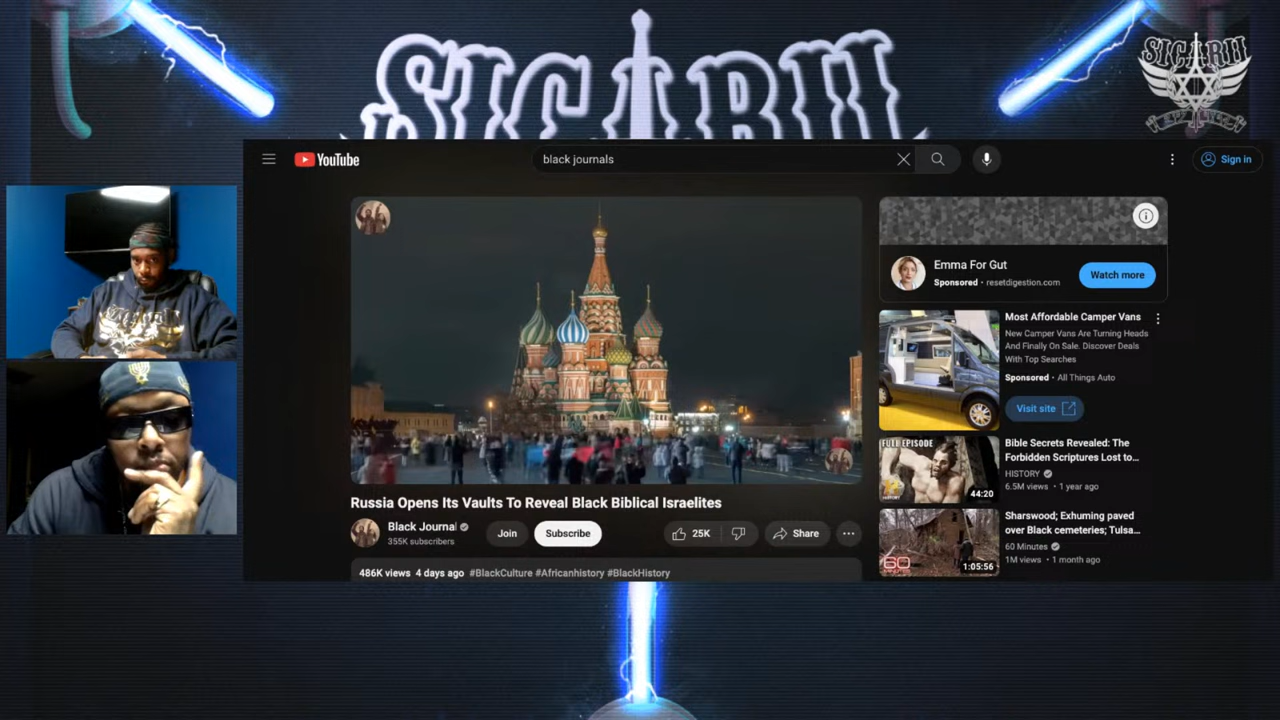 SICARII
SICARII
YouTube
black journals
Sign in
Emma For Gut
Sponsored • resetdigestion.com
Watch more
Most Affordable Camper Vans
New Camper Vans Are Turning Heads
And Finally On Sale. Discover Deals
With Top Searches
Sponsored • All Things Auto
Visit site
FULL EPISODE
HISTORY
44:20
Bible Secrets Revealed: The
Forbidden Scriptures Lost to...
HISTORY
6.5M views • 1 year ago
60
1:05:56
Sharswood; Exhuming paved
over Black cemeteries; Tulsa...
60 Minutes
1M views • 1 month ago
Russia Opens Its Vaults To Reveal Black Biblical Israelites
Black Journal
355K subscribers
Join
Subscribe
25K
Share
486K views 4 days ago #BlackCulture #Africanhistory #BlackHistory
SICARII